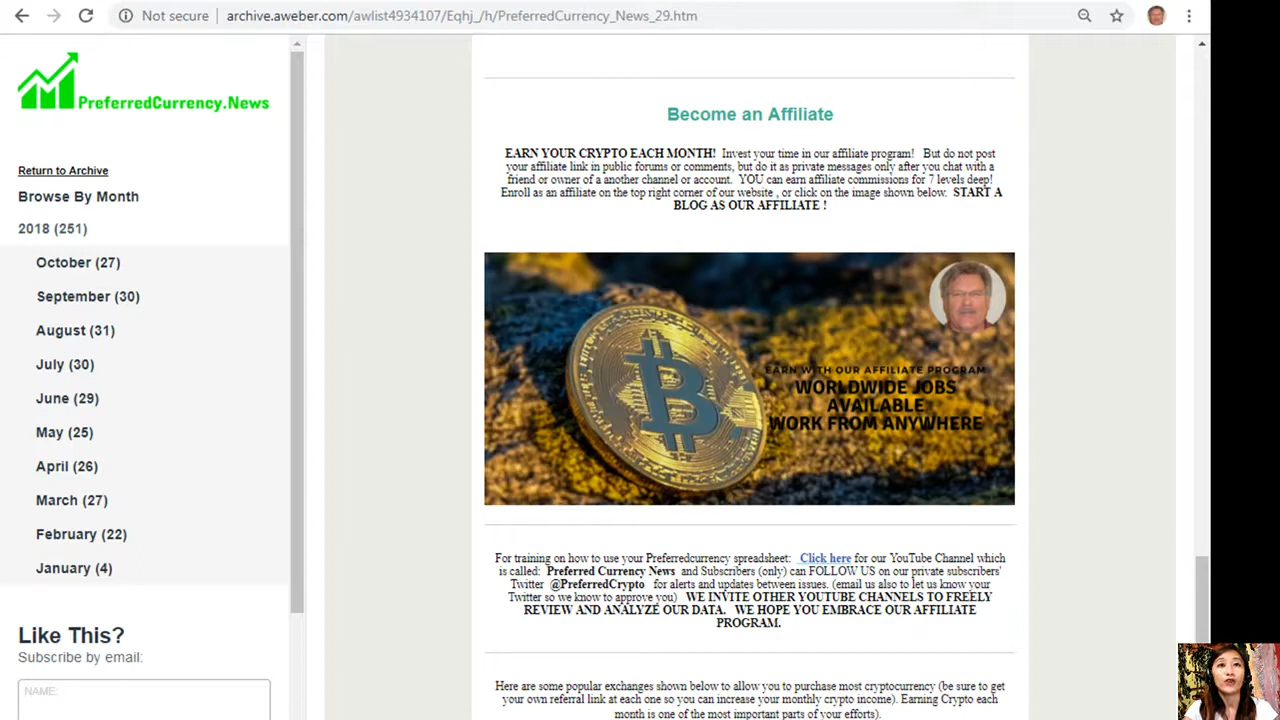 Not secure | archive.aweber.com/awlist4934107/Eqhj_/h/PreferredCurrency_News_29.htm
PreferredCurrency.News
Return to Archive
Browse By Month
2018 (251)
October (27)
September (30)
August (31)
July (30)
June (29)
May (25)
April (26)
March (27)
February (22)
January (4)
Like This?
Subscribe by email:
NAME:
Become an Affiliate
EARN YOUR CRYPTO EACH MONTH! Invest your time in our affiliate program! But do not post
your affiliate link in public forums or comments, but do it as private messages only after you chat with a
friend or owner of a another channel or account. YOU can earn affiliate commissions for 7 levels deep!
Enroll as an affiliate on the top right corner of our website , or click on the image shown below. START A
BLOG AS OUR AFFILIATE !
EARN WITH OUR AFFILIATE PROGRAM
WORLDWIDE JOBS
AVAILABLE
WORK FROM ANYWHERE
For training on how to use your Preferredcurrency spreadsheet: Click here for our YouTube Channel which
is called: Preferred Currency News and Subscribers (only) can FOLLOW US on our private subscribers'
Twitter @PreferredCrypto for alerts and updates between issues. (email us also to let us know your
Twitter so we know to approve you) WE INVITE OTHER YOUTUBE CHANNELS TO FREELY
REVIEW AND ANALYZE OUR DATA. WE HOPE YOU EMBRACE OUR AFFILIATE
PROGRAM.
Here are some popular exchanges shown below to allow you to purchase most cryptocurrency (be sure to get
your own referral link at each one so you can increase your monthly crypto income). Earning Crypto each
month is one of the most important parts of your efforts).